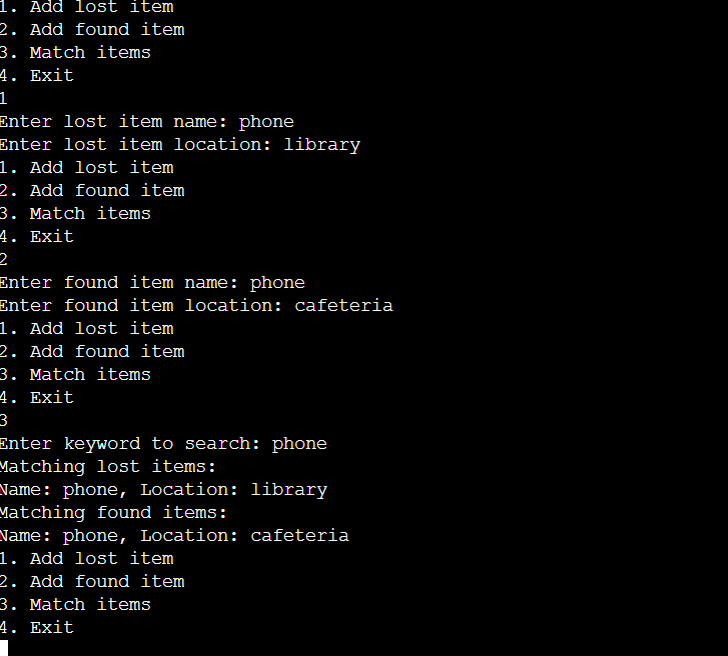 1. Add lost item
2. Add found item
3. Match items
4. Exit
1
Enter lost item name: phone
Enter lost item location: library
1. Add lost item
2. Add found item
3. Match items
4. Exit
2
Enter found item name: phone
Enter found item location: cafeteria
1. Add lost item
2. Add found item
3. Match items
4. Exit
3
Enter keyword to search: phone
Matching lost items:
Name: phone, Location: library
Matching found items:
Name: phone, Location: cafeteria
1. Add lost item
2. Add found item
3. Match items
4. Exit